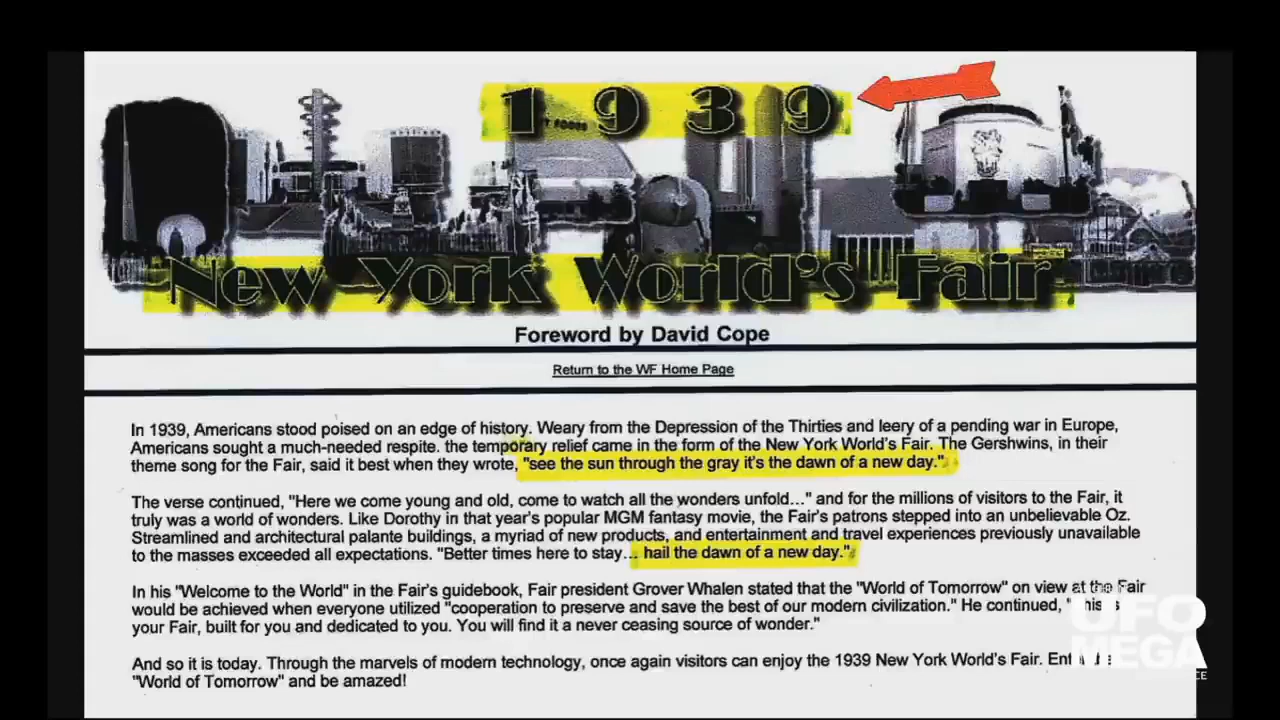 1939
New York World's Fair
Foreword by David Cope
Return to the WF Home Page
In 1939, Americans stood poised on an edge of history. Weary from the Depression of the Thirties and leery of a pending war in Europe,
Americans sought a much-needed respite. the temporary relief came in the form of the New York World's Fair. The Gershwins, in their
theme song for the Fair, said it best when they wrote, "see the sun through the gray it's the dawn of a new day."
The verse continued, "Here we come young and old, come to watch all the wonders unfold..." and for the millions of visitors to the Fair, it
truly was a world of wonders. Like Dorothy in that year's popular MGM fantasy movie, the Fair's patrons stepped into an unbelievable Oz.
Streamlined and architectural palante buildings, a myriad of new products, and entertainment and travel experiences previously unavailable
to the masses exceeded all expectations. "Better times here to stay... hail the dawn of a new day."
In his "Welcome to the World" in the Fair's guidebook, Fair president Grover Whalen stated that the "World of Tomorrow" on view at the Fair
would be achieved when everyone utilized "cooperation to preserve and save the best of our modern civilization." He continued, "This is
your Fair, built for you and dedicated to you. You will find it a never ceasing source of wonder."
And so it is today. Through the marvels of modern technology, once again visitors can enjoy the 1939 New York World's Fair. Enter the
"World of Tomorrow" and be amazed!
UFO
MEGA